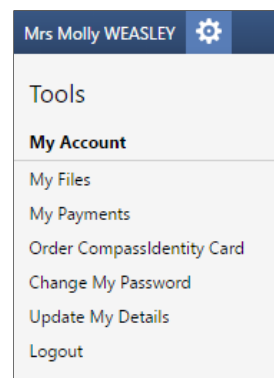 Mrs Molly WEASLEY
Tools
My Account
My Files
My Payments
Order CompassIdentity Card
Change My Password
Update My Details
Logout